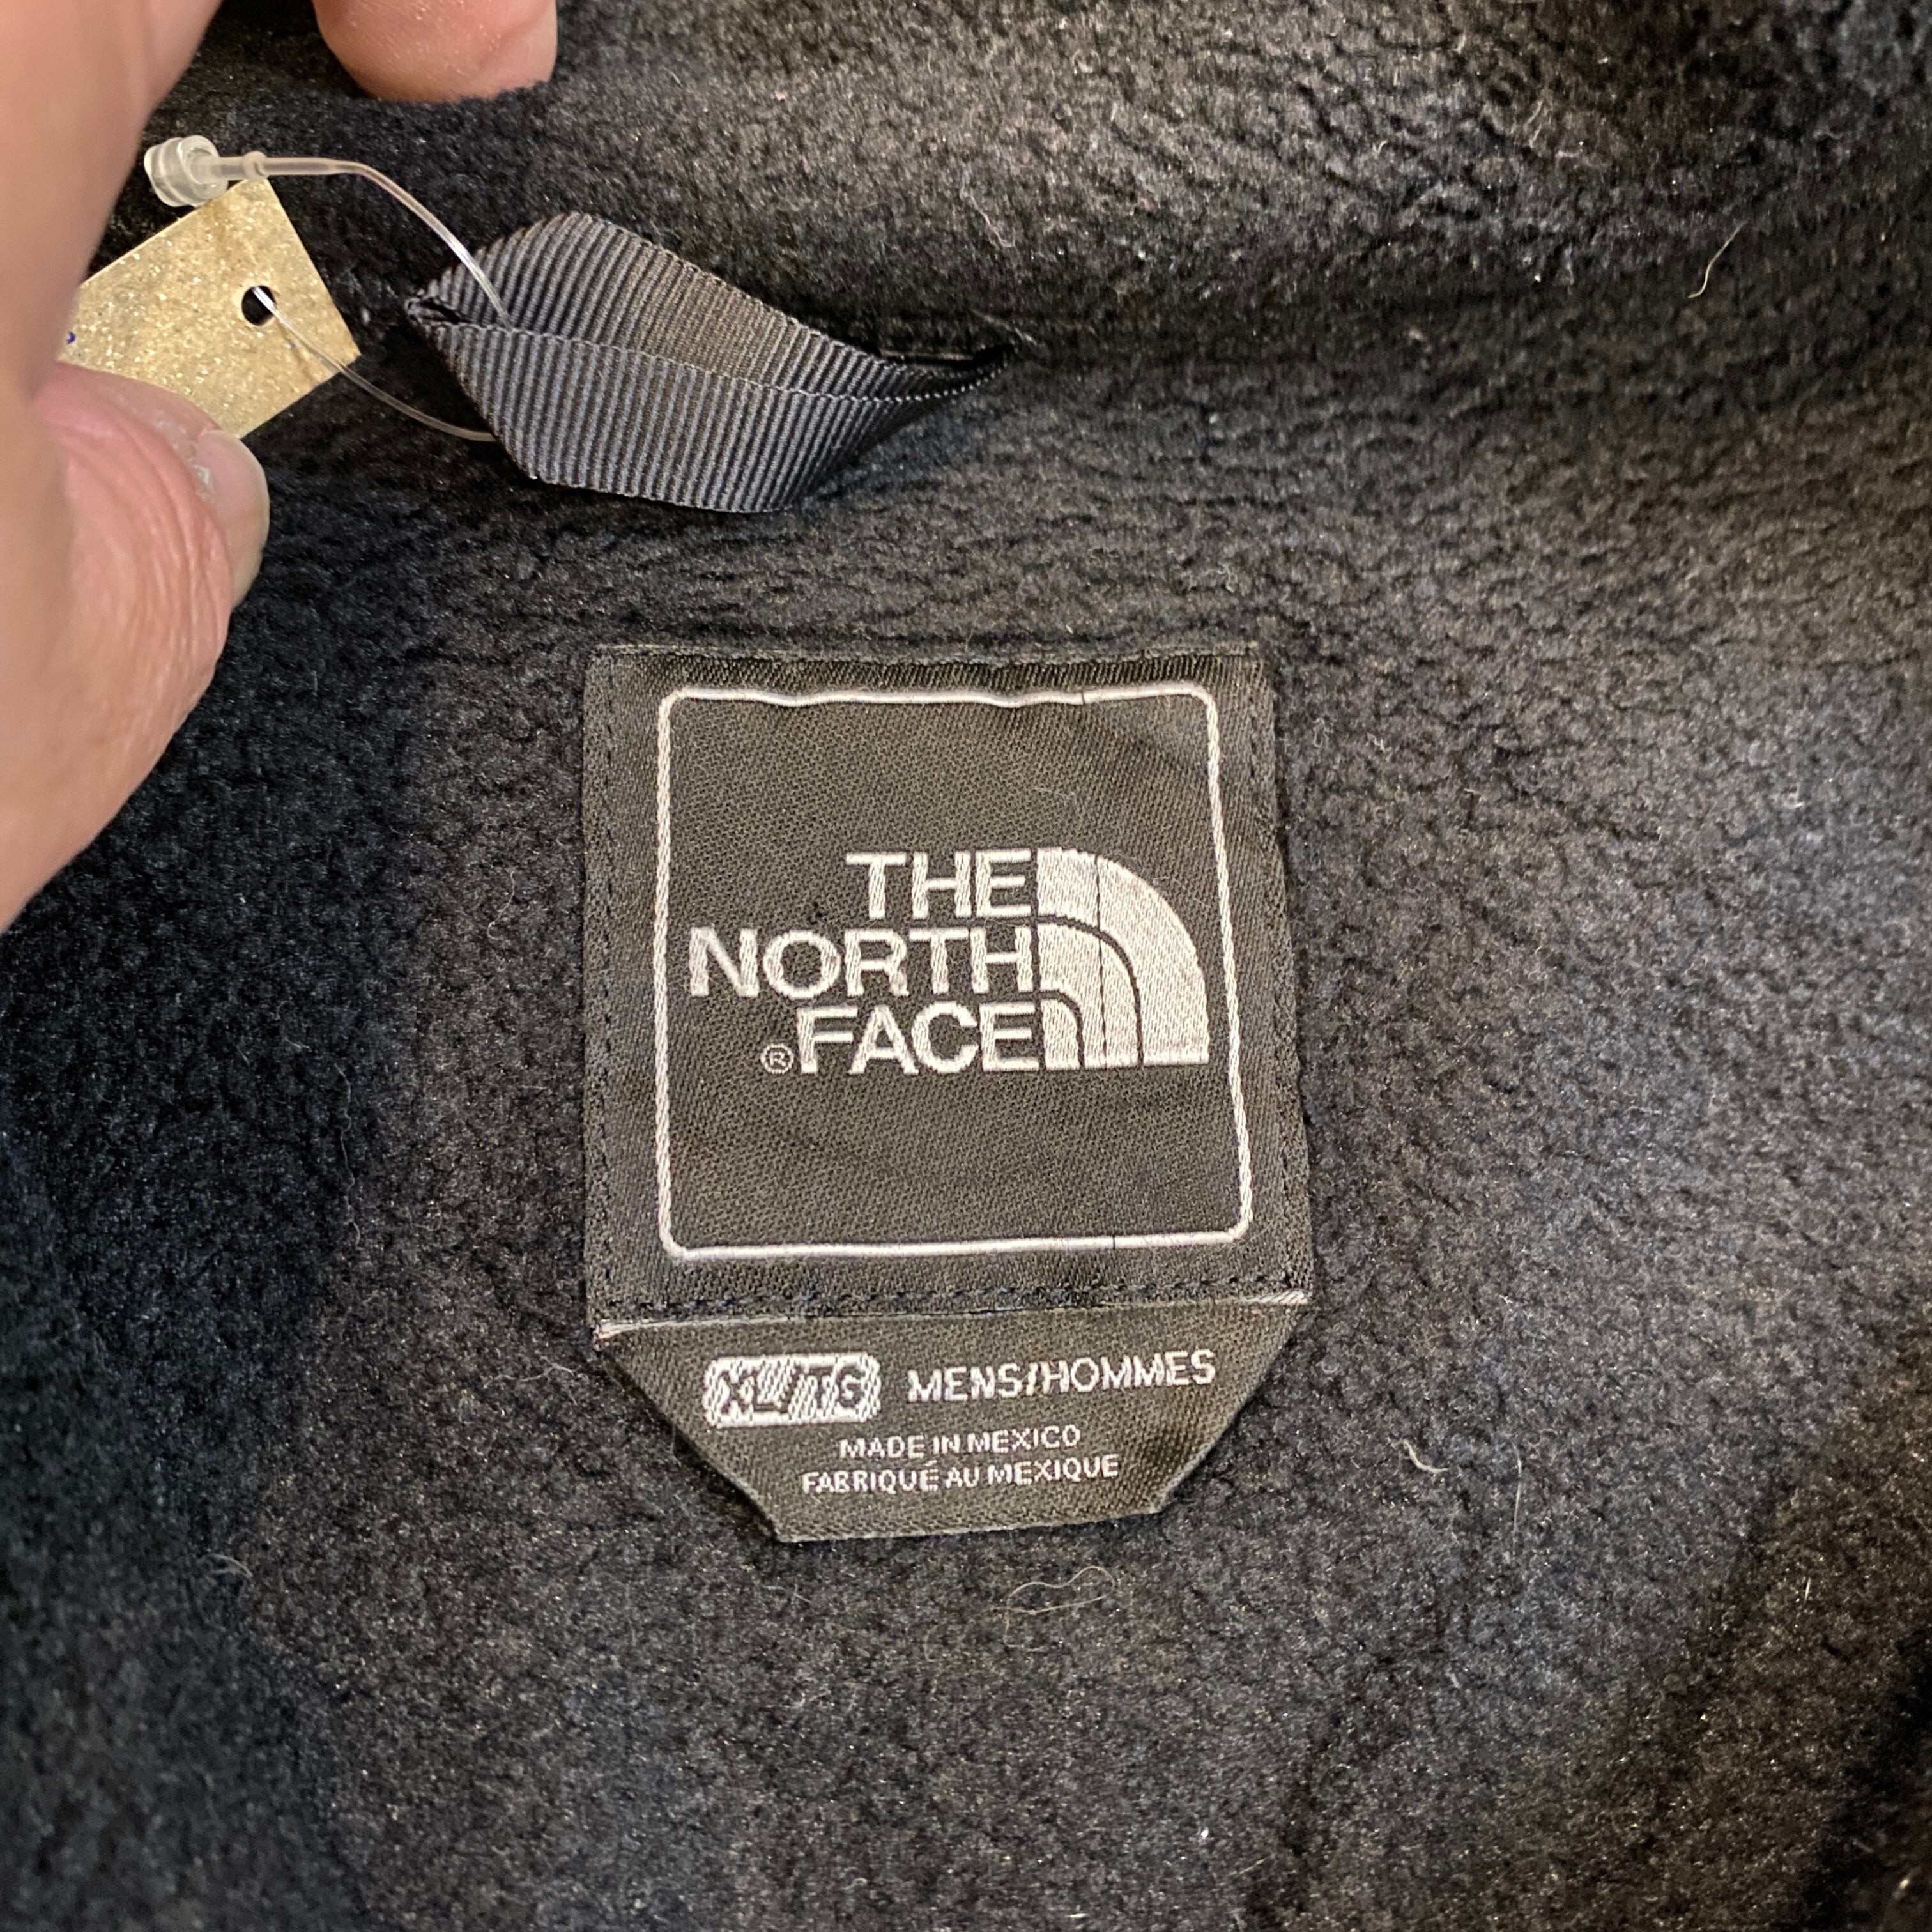 THE
NORTH
®FACE
XL/TG MENS/HOMMES
MADE IN MEXICO
FABRIQUÉ AU MEXIQUE